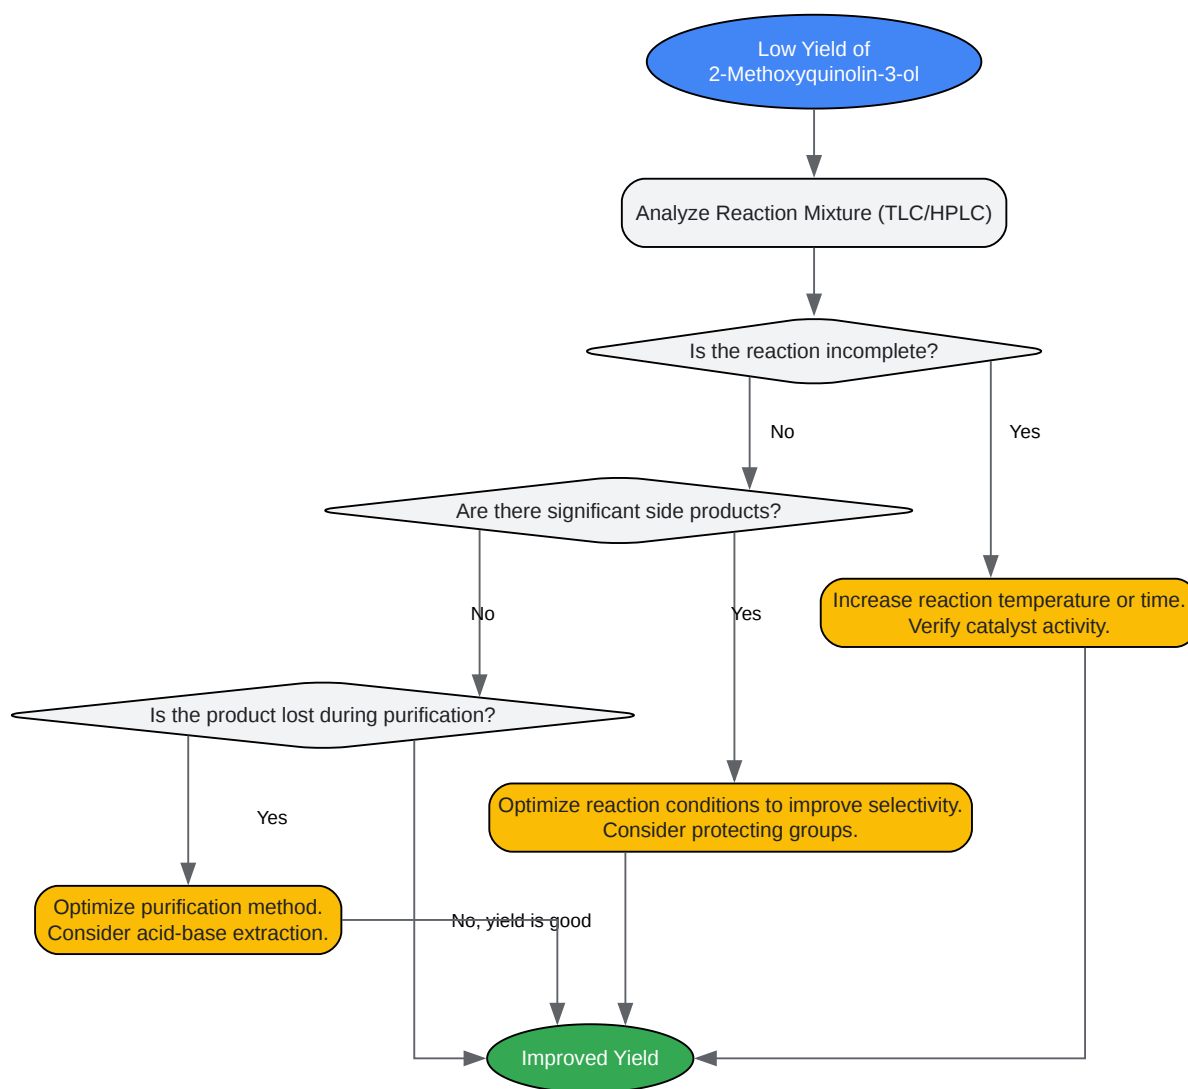 Low Yield of
2-Methoxyquinolin-3-ol
Analyze Reaction Mixture (TLC/HPLC)
Is the reaction incomplete?
No
Yes
Are there significant side products?
Increase reaction temperature or time.
Verify catalyst activity.
No
Yes
Is the product lost during purification?
Optimize reaction conditions to improve selectivity.
Consider protecting groups.
Yes
Optimize purification method.
Consider acid-base extraction.
No, yield is good
Improved Yield